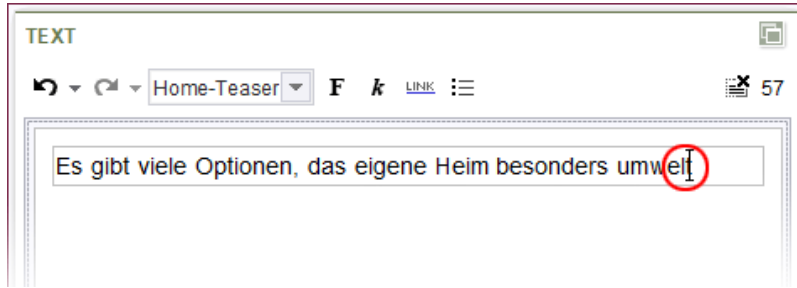 TEXT
Home-Teaser F k LINK 57
Es gibt viele Optionen, das eigene Heim besonders umwelt